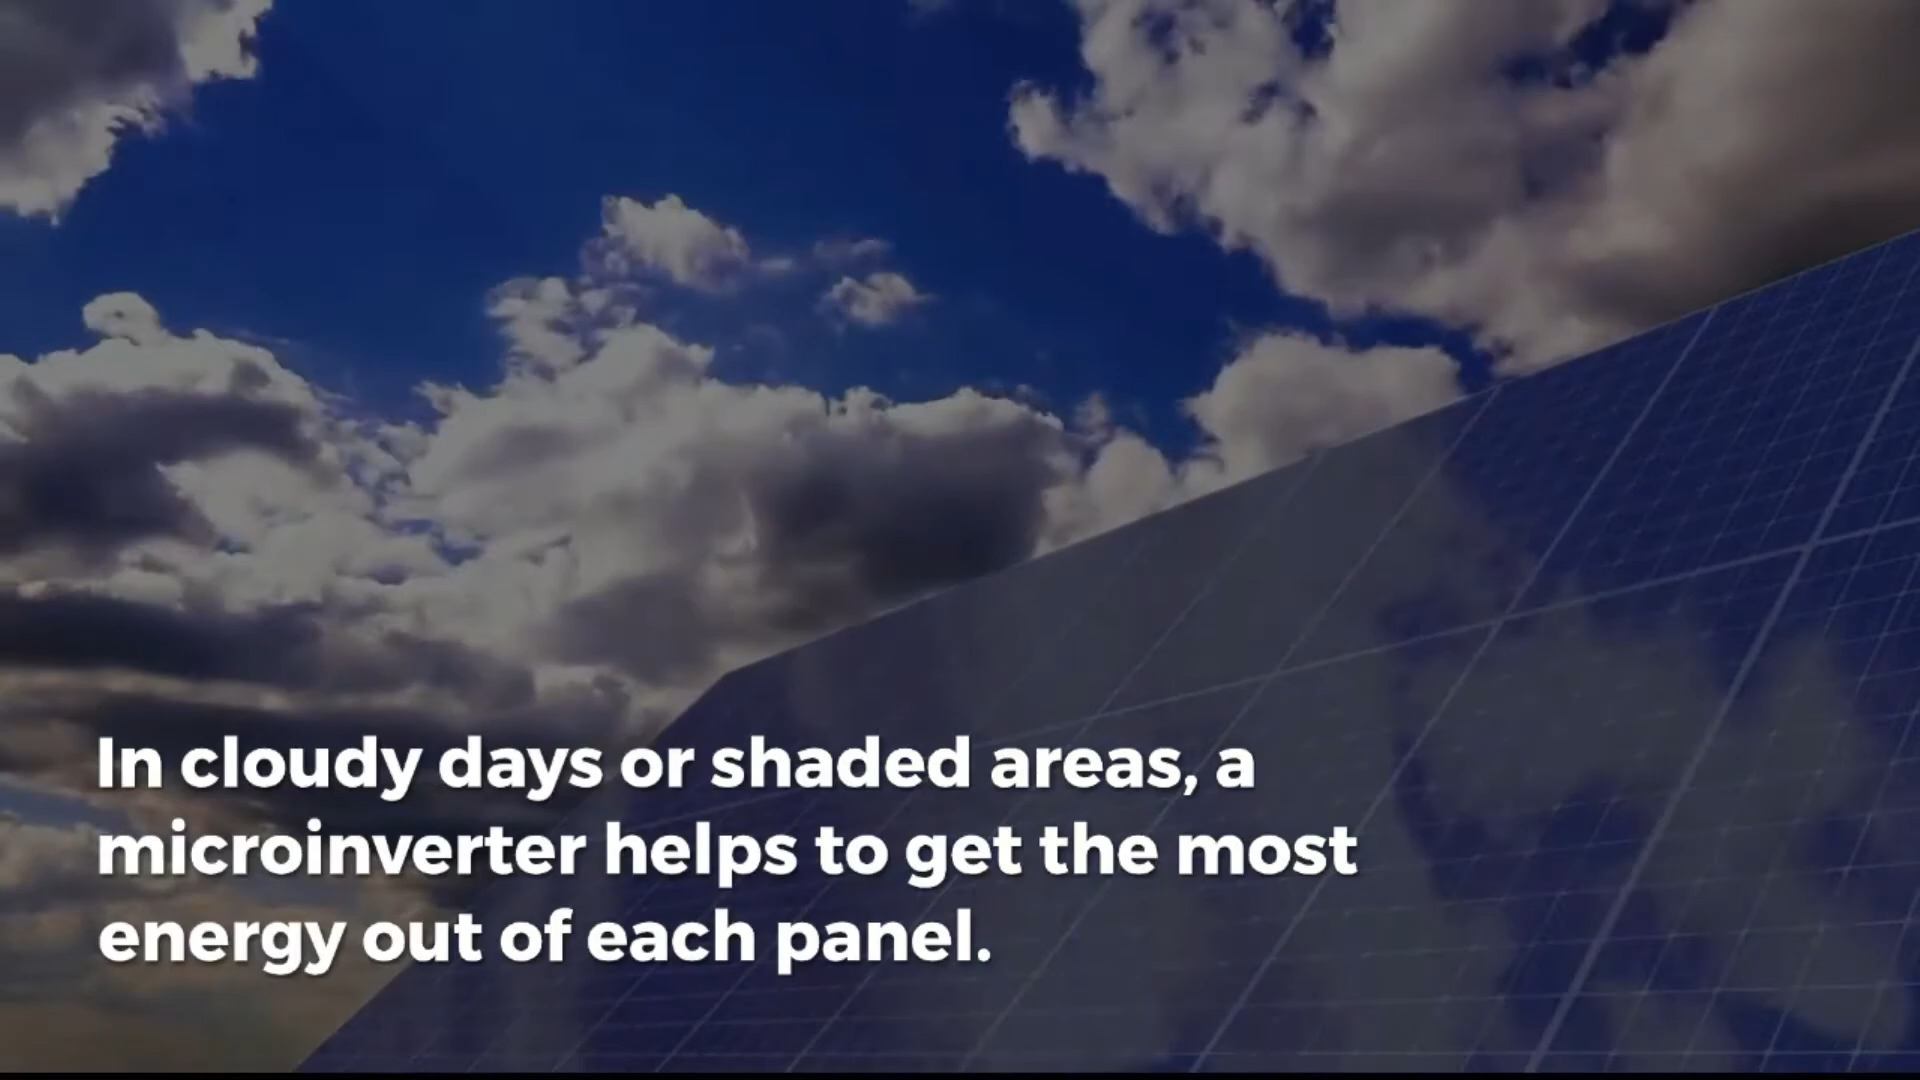 In cloudy days or shaded areas, a
microinverter helps to get the most
energy out of each panel.